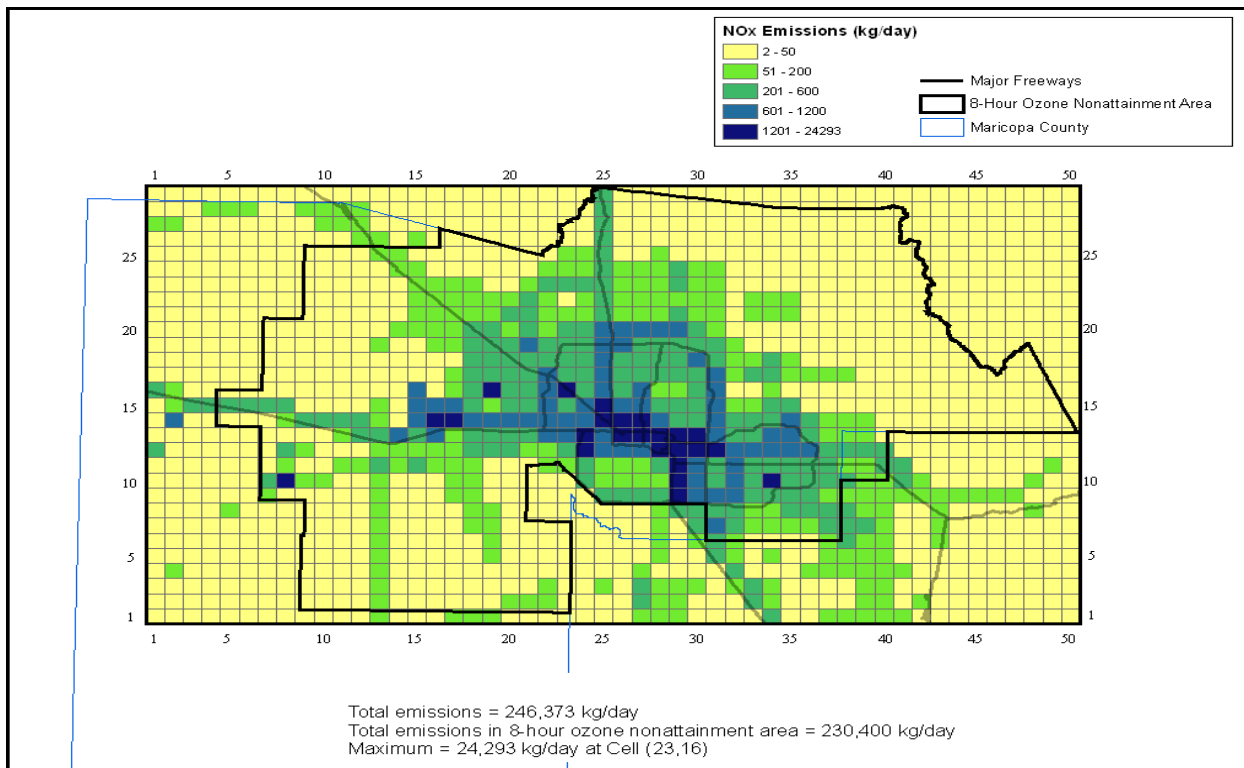 NOx Emissions (kg/day)
2 - 50
51 - 200
201 - 600
601 - 1200
1201 - 24293
Major Freeways
8-Hour Ozone Nonattainment Area
Maricopa County
1 5 10 15 20 25 30 35 40 45 50
25 25
20 20
15 15
10 10
5 5
1 1
1 5 10 15 20 25 30 35 40 45 50
Total emissions = 246,373 kg/day
Total emissions in 8-hour ozone nonattainment area = 230,400 kg/day
Maximum = 24,293 kg/day at Cell (23,16)